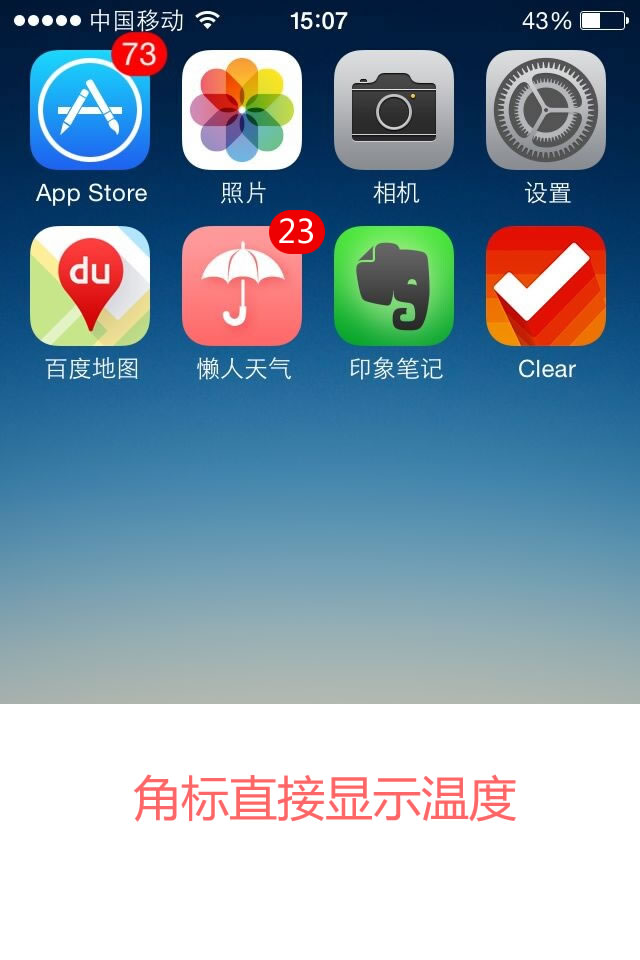 中国移动 15:07 43%
73
App Store 照片 相机 设置
23
du
百度地图 懒人天气 印象笔记 Clear
角标直接显示温度